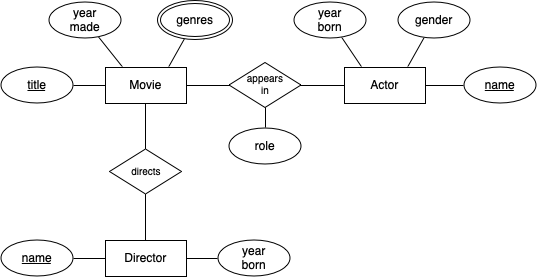 year
made
genres
year
born
gender
title
Movie
appears
in
Actor
name
role
directs
name
Director
year
born